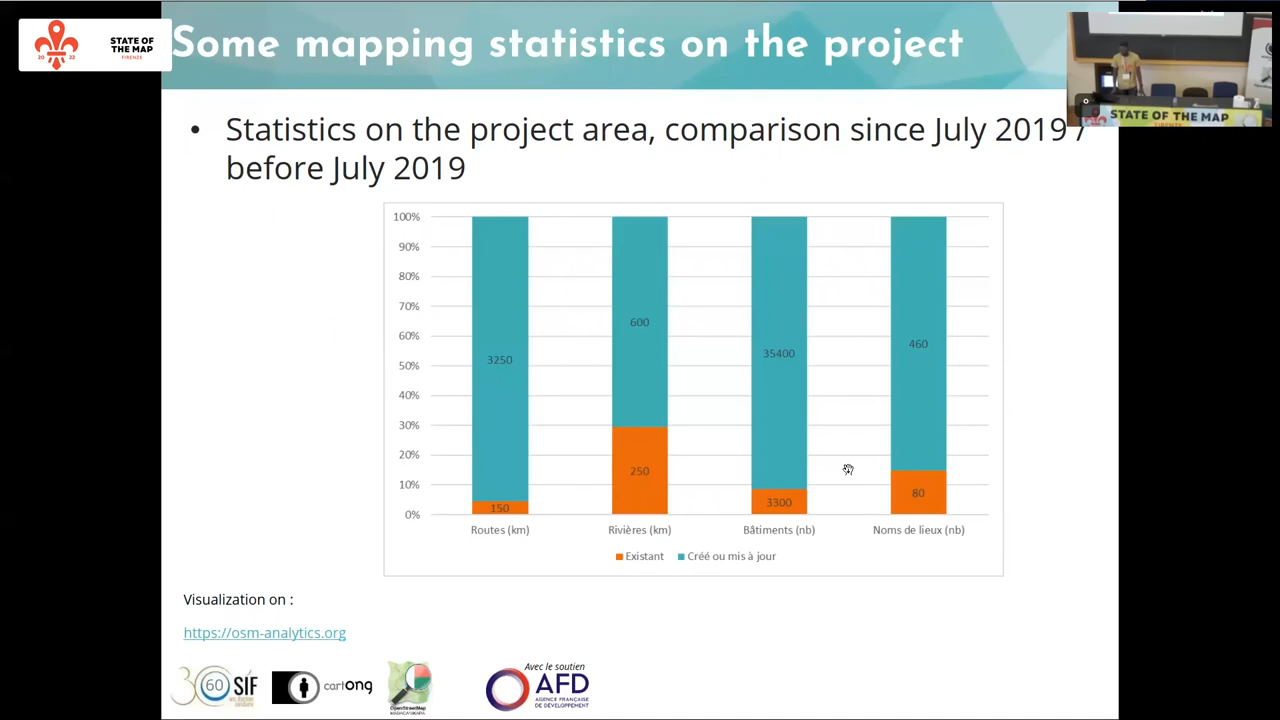 STATE OF
THE MAP
FIRENZE
2022
Some mapping statistics on the project
STATE OF THE MAP
FIRENZE
• Statistics on the project area, comparison since July 2019 /
before July 2019
100%
90%
80%
70%
60%
50%
40%
30%
20%
10%
0%
3250
600
35400
460
150
250
3300
80
Routes (km)
Rivières (km)
Bâtiments (nb)
Noms de lieux (nb)
Existant
Créé ou mis à jour
Visualization on :
https://osm-analytics.org
3060 SIF
cartong
OpenStreetMap
Avec le soutien
AFD
AGENCE FRANÇAISE
DE DÉVELOPPEMENT